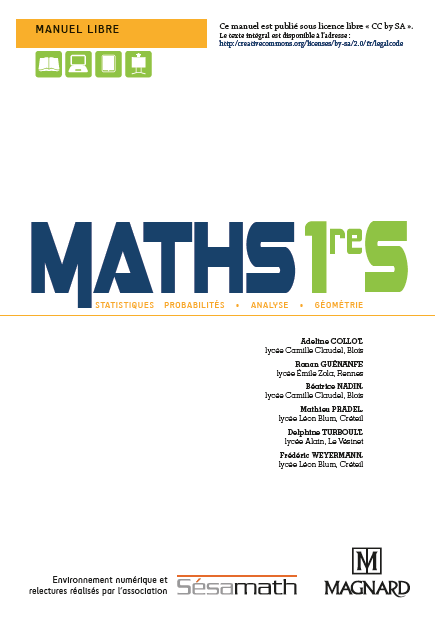 MANUEL LIBRE
Ce manuel est publié sous licence libre « CC by SA ».
Le texte intégral est disponible à l'adresse :
http://creativecommons.org/licenses/by-sa/2.0/fr/legalcode
MATHS 1reS
STATISTIQUES PROBABILITÉS • ANALYSE • GÉOMÉTRIE
Adeline COLLOT,
lycée Camille Claudel, Blois
Ronan GUÉNANFF
lycée Émile Zola, Rennes
Béatrice NADIN,
lycée Camille Claudel, Blois
Mathieu PRADEL,
lycée Léon Blum, Créteil
Delphine TURBOULT,
lycée Alain, Le Vésinet
Frédéric WEYERMANN,
lycée Léon Blum, Créteil
Environnement numérique et
relectures réalisés par l'association
Sésamath
M
MAGNARD